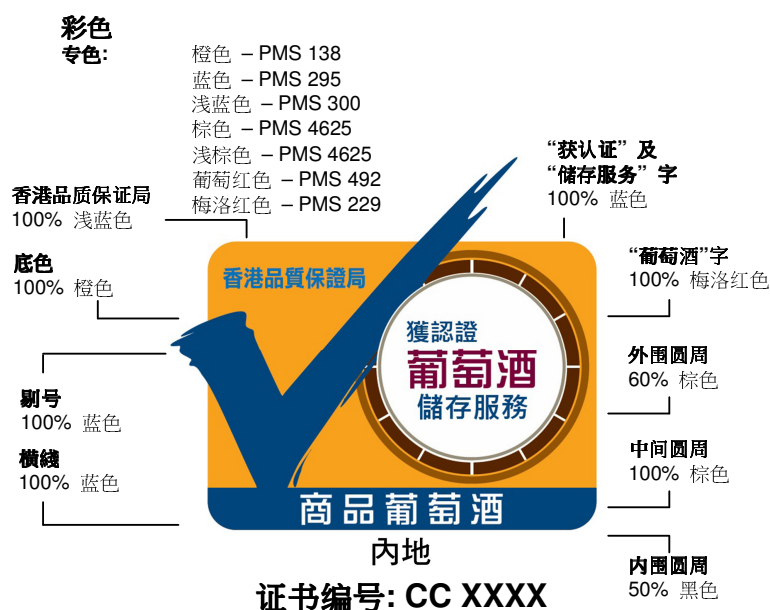 彩色
专色:
橙色 – PMS 138
蓝色 – PMS 295
浅蓝色 – PMS 300
棕色 – PMS 4625
浅棕色 – PMS 4625
葡萄红色 – PMS 492
梅洛红色 – PMS 229
香港品质保证局
100% 浅蓝色
底色
100% 橙色
剔号
100% 蓝色
横綫
100% 蓝色
“获认证”及
“储存服务”字
100% 蓝色
“葡萄酒”字
100% 梅洛红色
外围圆周
60% 棕色
中间圆周
100% 棕色
内围圆周
50% 黑色
香港品質保證局
獲認證
葡萄酒
儲存服務
商品葡萄酒
內地
证书编号: CC XXXX